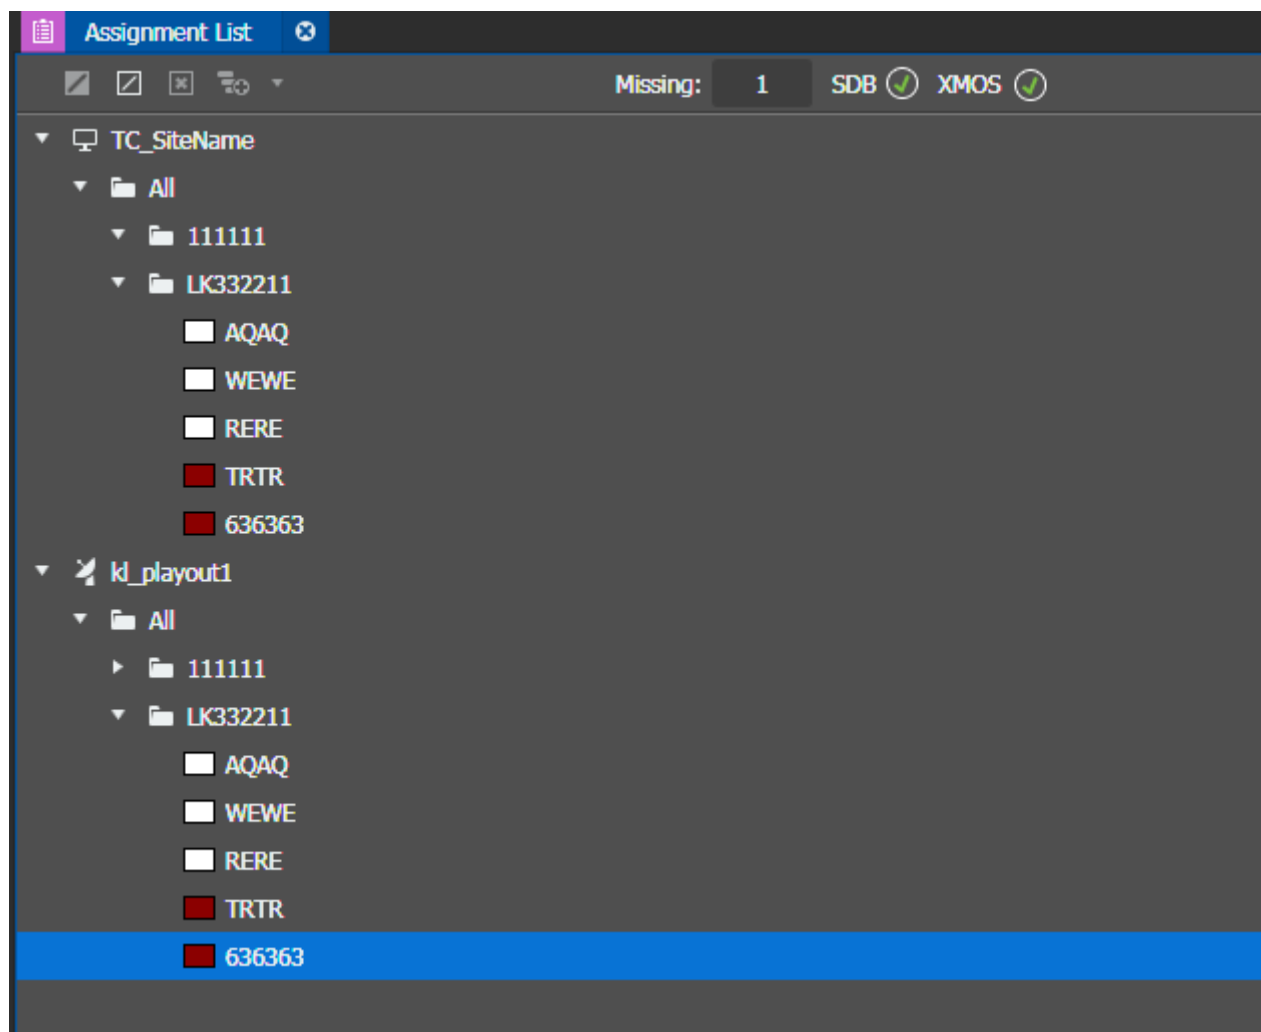 Assignment List
Missing: 1 SDB XMOS
TC_SiteName
All
111111
LK332211
AQAQ
WEWE
RERE
TRTR
636363
kl_playout1
All
111111
LK332211
AQAQ
WEWE
RERE
TRTR
636363